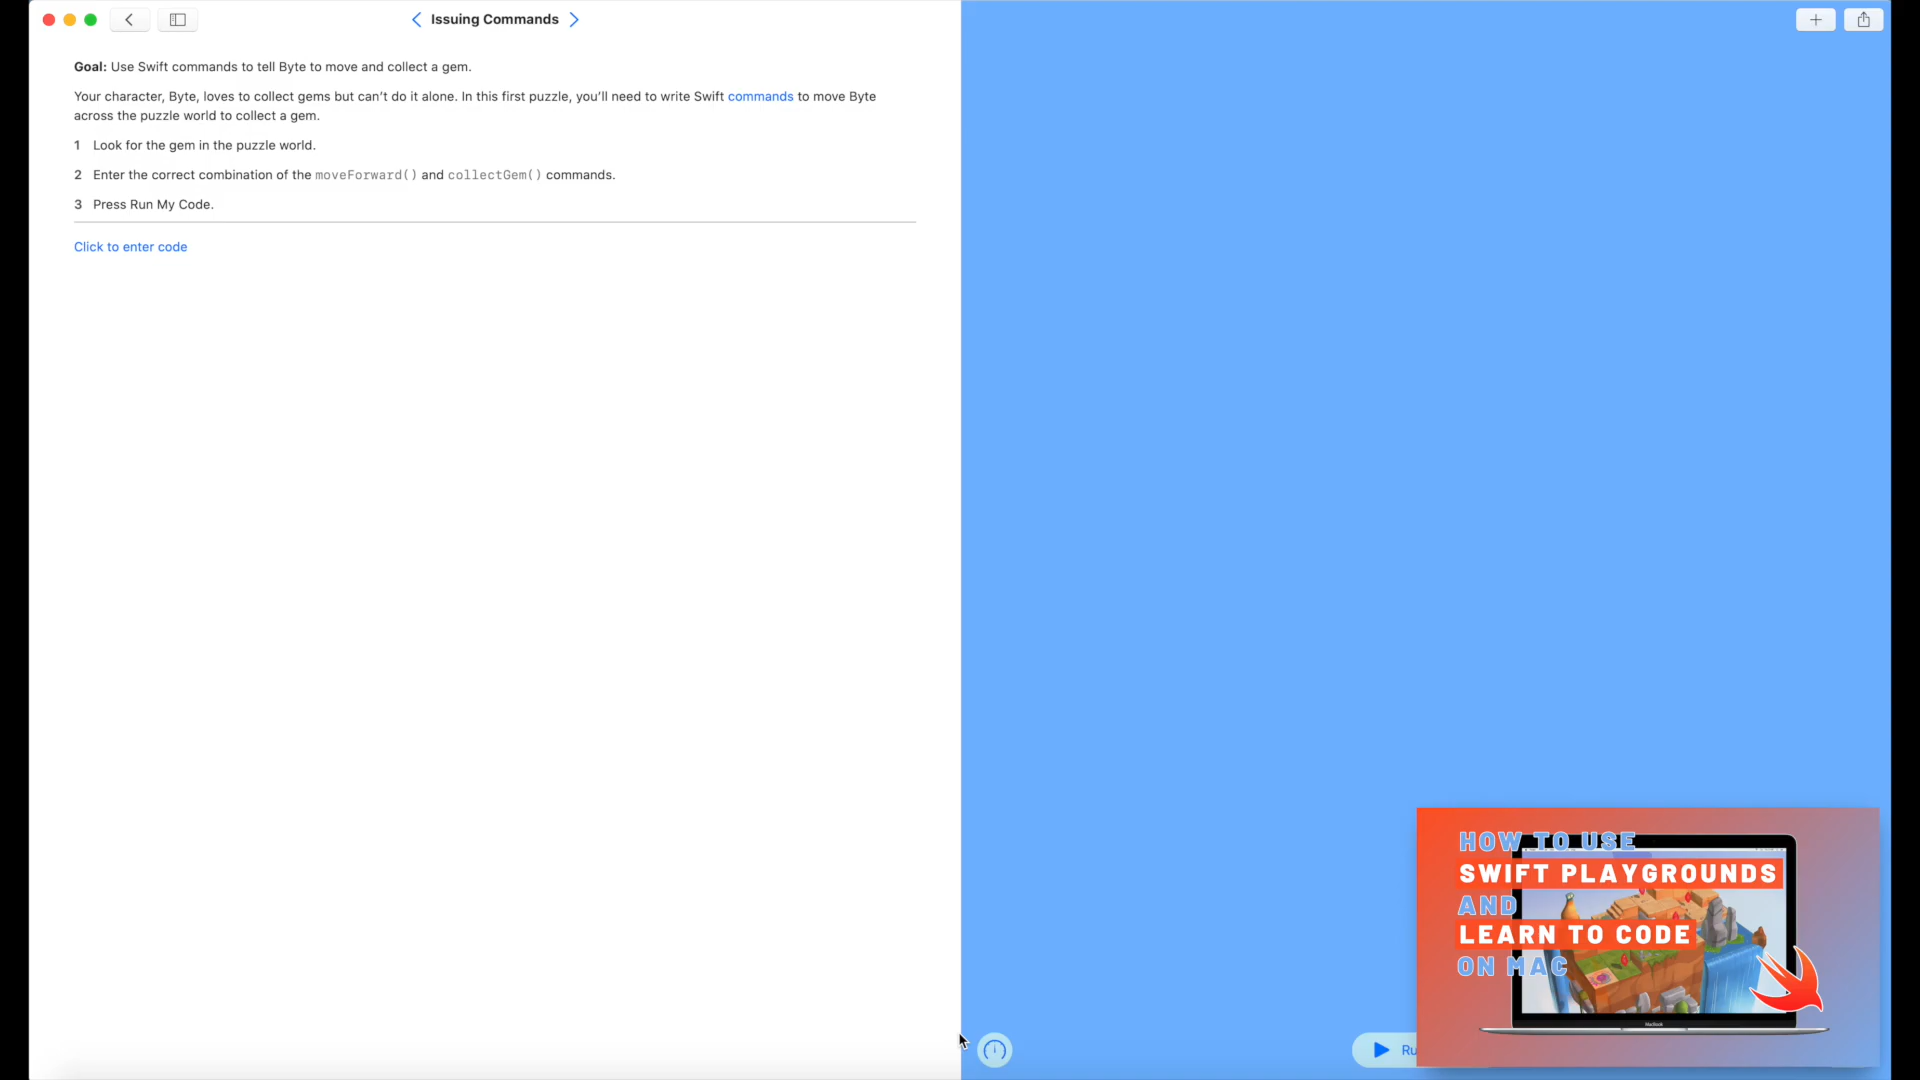 Issuing Commands
Goal: Use Swift commands to tell Byte to move and collect a gem.
Your character, Byte, loves to collect gems but can’t do it alone. In this first puzzle, you’ll need to write Swift commands to move Byte
across the puzzle world to collect a gem.
1 Look for the gem in the puzzle world.
2 Enter the correct combination of the moveForward() and collectGem() commands.
3 Press Run My Code.
Click to enter code
Ru
HOW TO USE
SWIFT PLAYGROUNDS
AND
LEARN TO CODE
ON MAC
MacBook